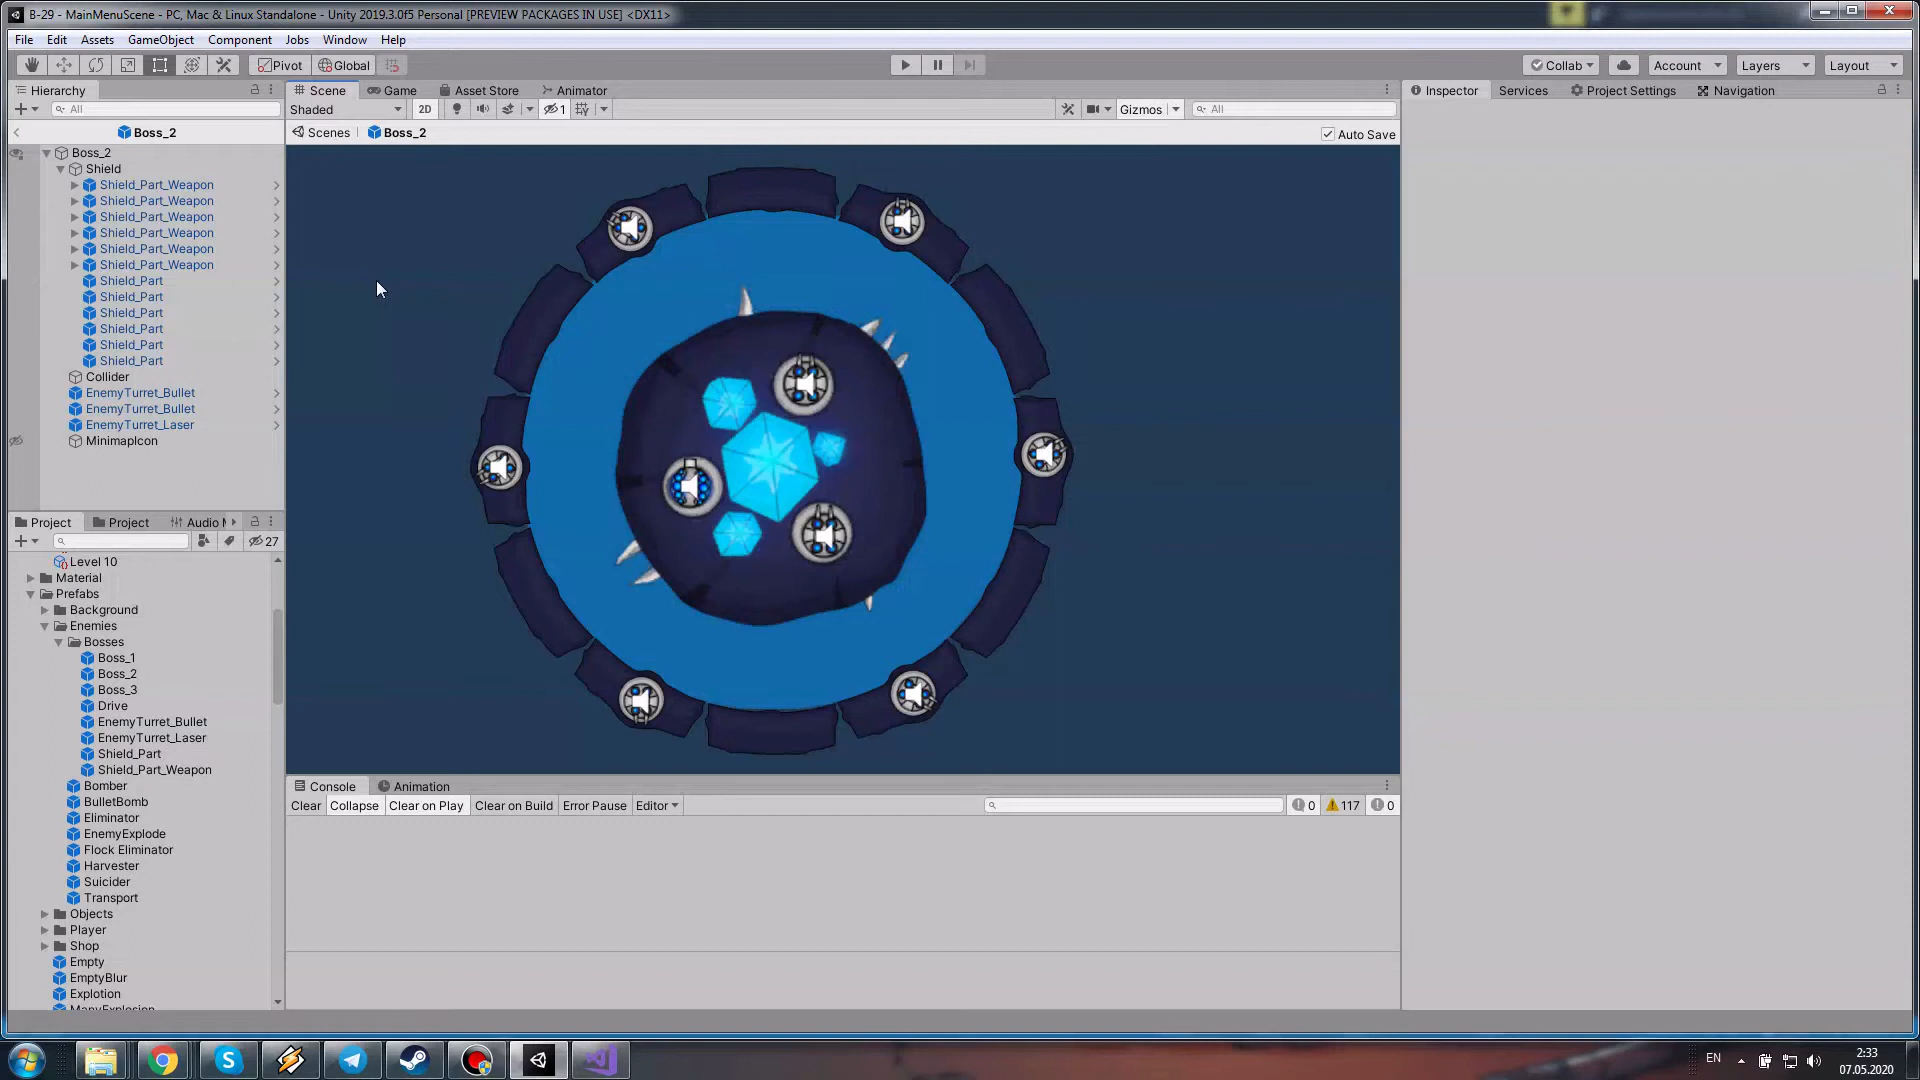 B-29 - MainMenuScene - PC, Mac & Linux Standalone - Unity 2019.3.0f5 Personal [PREVIEW PACKAGES IN USE] <DX11>
File Edit Assets GameObject Component Jobs Window Help
Pivot Global Collab Account Layers Layout
Hierarchy
All
Boss_2
Boss_2
Shield
Shield_Part_Weapon
Shield_Part_Weapon
Shield_Part_Weapon
Shield_Part_Weapon
Shield_Part_Weapon
Shield_Part_Weapon
Shield_Part
Shield_Part
Shield_Part
Shield_Part
Shield_Part
Shield_Part
Collider
EnemyTurret_Bullet
EnemyTurret_Bullet
EnemyTurret_Laser
MinimapIcon
Scene Game Asset Store Animator
Shaded 2D 1 Gizmos All
Scenes Boss_2 Auto Save
Inspector Services Project Settings Navigation
Project Project Audio M
27
Level 10
Material
Prefabs
Background
Enemies
Bosses
Boss_1
Boss_2
Boss_3
Drive
EnemyTurret_Bullet
EnemyTurret_Laser
Shield_Part
Shield_Part_Weapon
Bomber
BulletBomb
Eliminator
EnemyExplode
Flock Eliminator
Harvester
Suicider
Transport
Objects
Player
Shop
Empty
EmptyBlur
Explotion
ManyExplosion
Console Animation
Clear Collapse Clear on Play Clear on Build Error Pause Editor 0 117 0
EN
2:33
07.05.2020